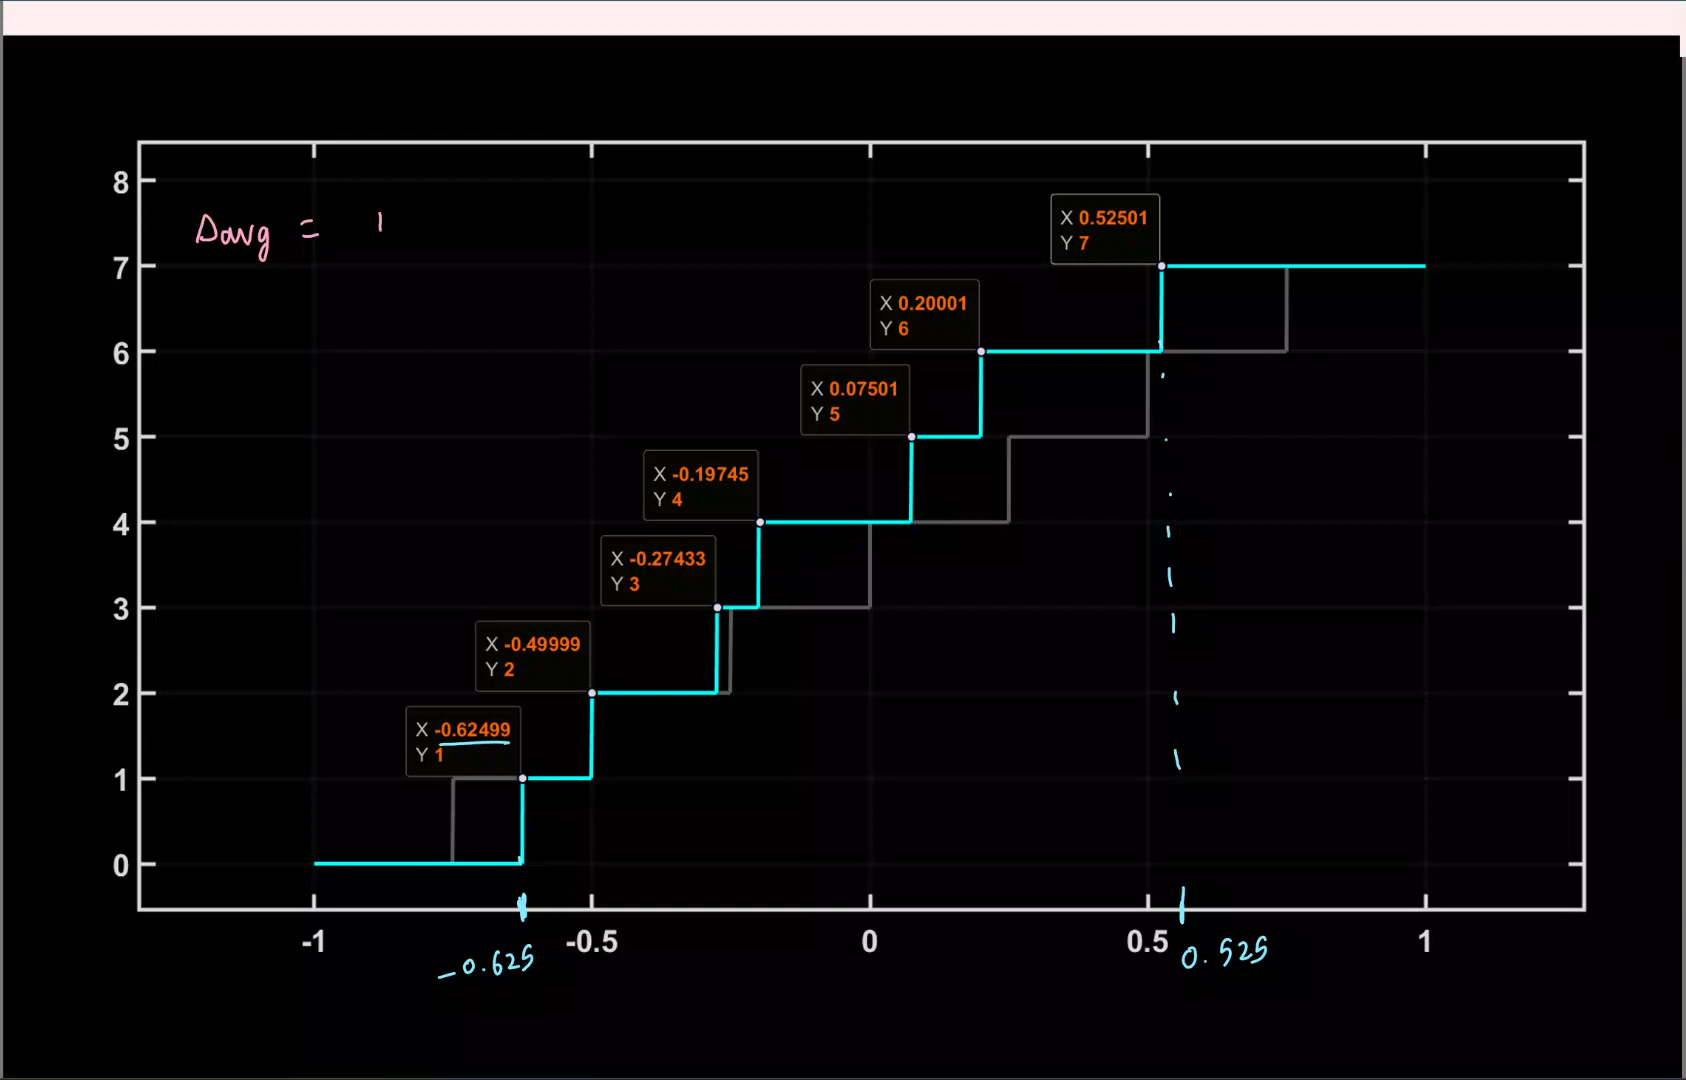 8
Δavg = 1
X 0.52501
Y 7
7
X 0.20001
Y 6
6
X 0.07501
Y 5
5
X -0.19745
Y 4
4
X -0.27433
Y 3
3
X -0.49999
Y 2
2
X -0.62499
Y 1
1
0
-1 -0.5 0 0.5 1
-0.625 0.525